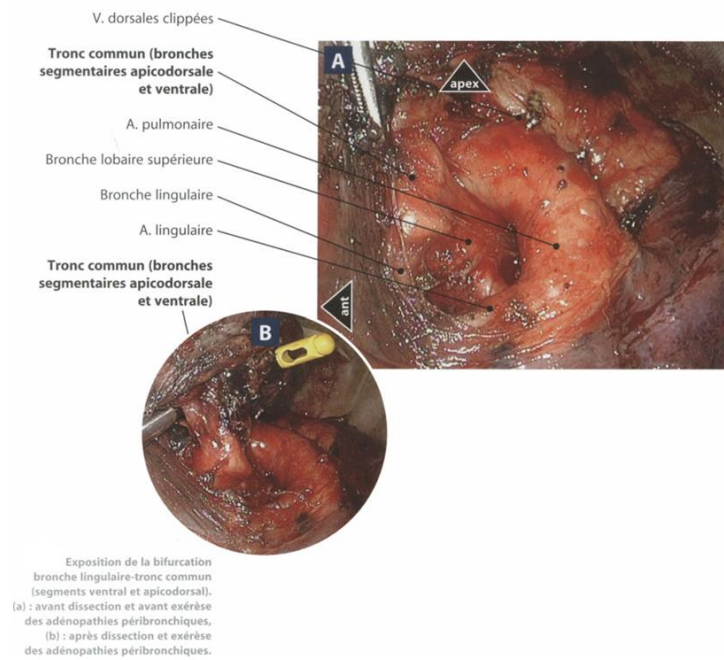 V. dorsales clippées
Tronc commun (bronches
segmentaires apicodorsale
et ventrale)
A. pulmonaire
Bronche lobaire supérieure
Bronche lingulaire
A. lingulaire
Tronc commun (bronches
segmentaires apicodorsale
et ventrale)
A
apex
ant
B
Exposition de la bifurcation
bronche lingulaire-tronc commun
(segments ventral et apicodorsal).
(a) : avant dissection et avant exérèse
des adénopathies péribronchiques,
(b) : après dissection et exérèse
des adénopathies péribronchiques.